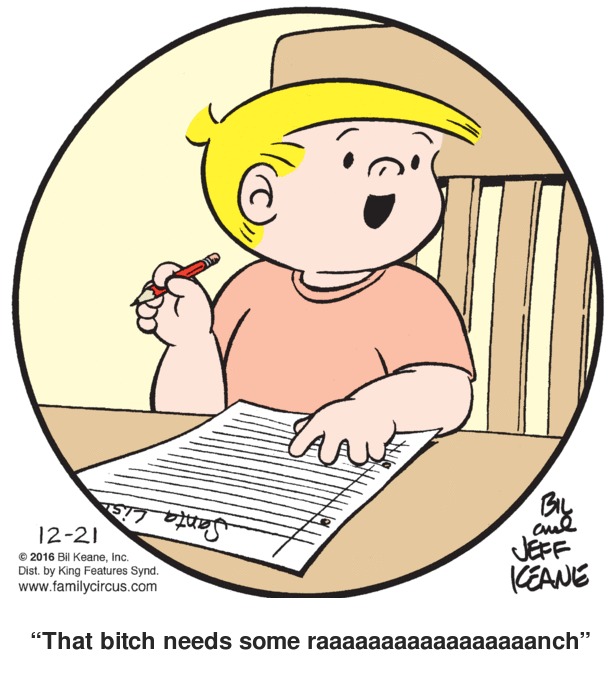 Santa List
12-21
© 2016 Bil Keane, Inc.
Dist. by King Features Synd.
www.familycircus.com
BIL
and
JEFF
KEANE
“That bitch needs some raaaaaaaaaaaaaaaaanch”